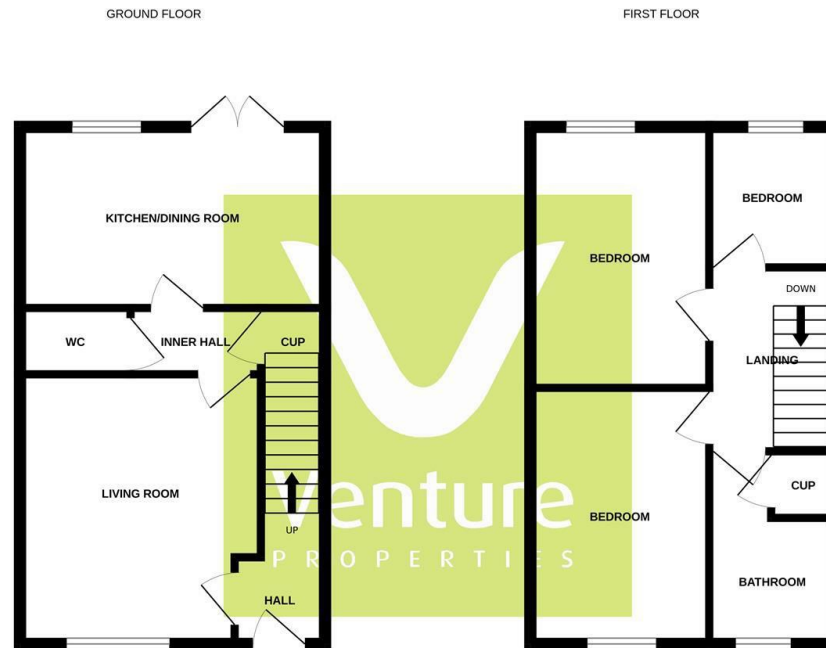 GROUND FLOOR
KITCHEN/DINING ROOM
WC
INNER HALL
CUP
LIVING ROOM
UP
HALL
FIRST FLOOR
BEDROOM
BEDROOM
DOWN
LANDING
CUP
BEDROOM
BATHROOM
Venture
PROPERTIES